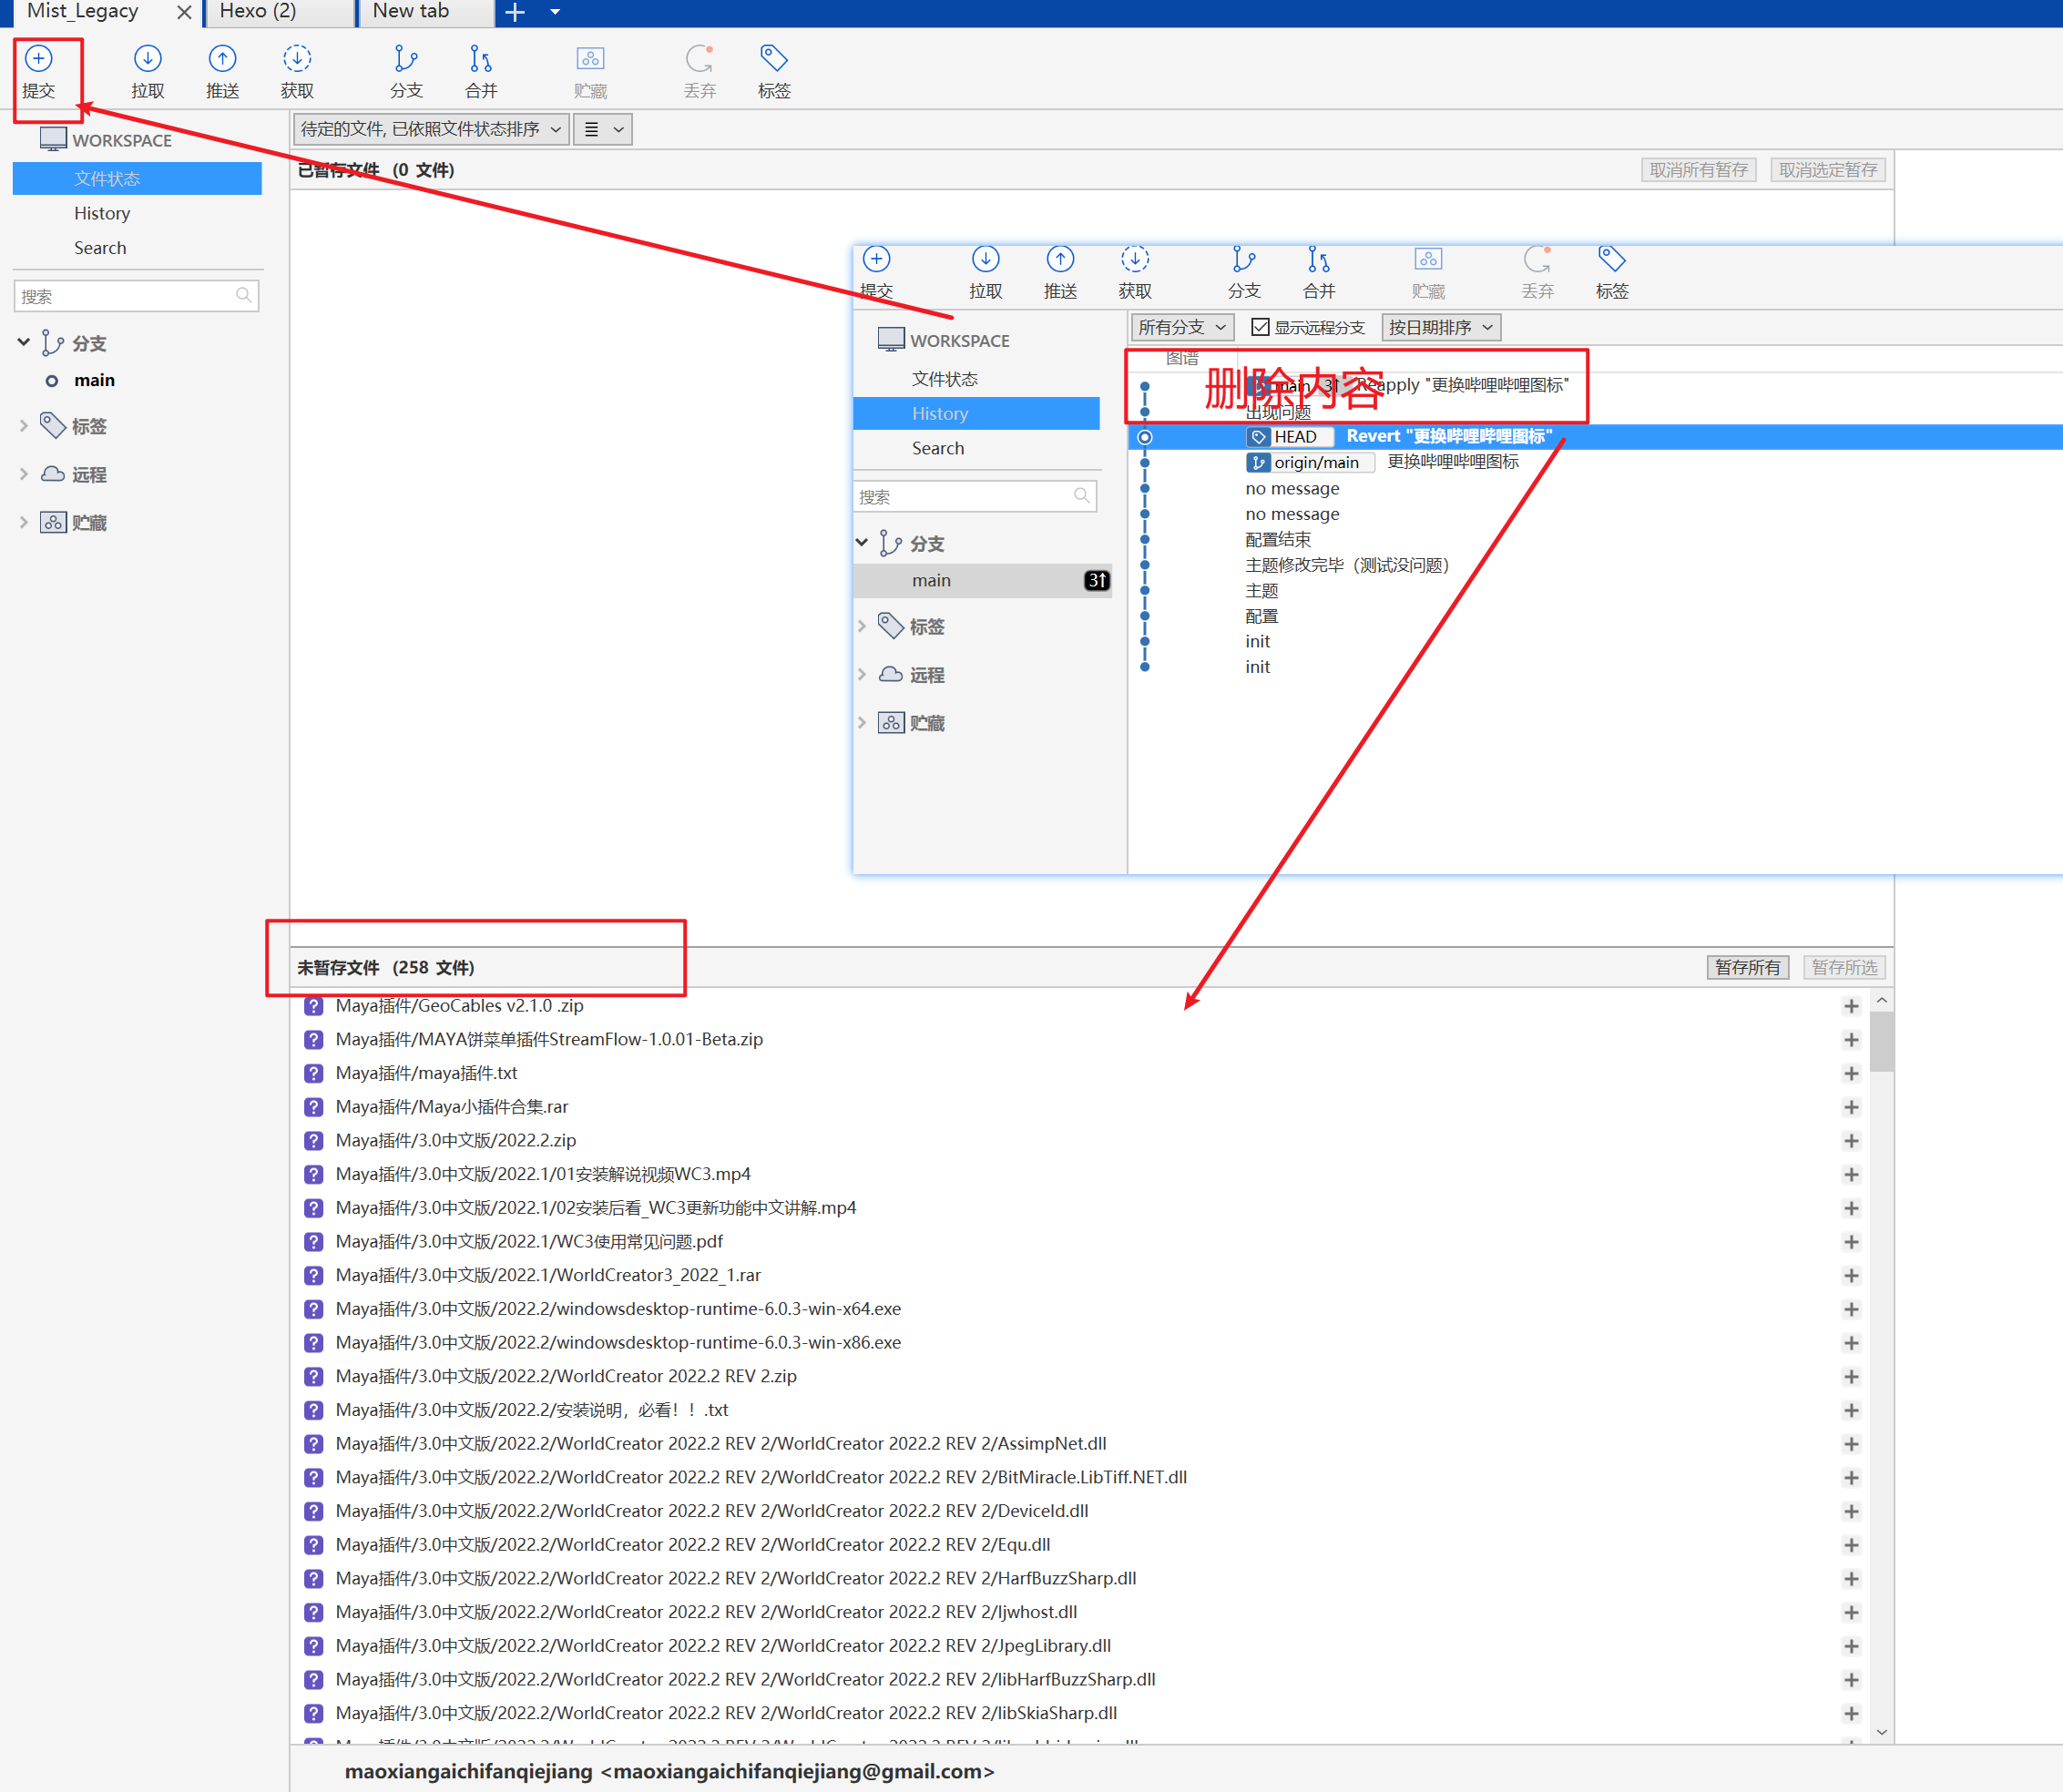 Mist_Legacy
Hexo (2)
New tab
提交
拉取
推送
获取
分支
合并
贮藏
丢弃
标签
WORKSPACE
文件状态
History
Search
搜索
分支
main
标签
远程
贮藏
待定的文件, 已依照文件状态排序
已暂存文件 (0 文件)
取消所有暂存
取消选定暂存
提交
拉取
推送
获取
分支
合并
贮藏
丢弃
标签
WORKSPACE
文件状态
History
Search
搜索
分支
main
3↑
标签
远程
贮藏
所有分支
显示远程分支
按日期排序
图谱
删除内容
main 3↑ Reapply "更换哔哩哔哩图标"
出现问题
HEAD Revert "更换哔哩哔哩图标"
origin/main 更换哔哩哔哩图标
no message
no message
配置结束
主题修改完毕（测试没问题）
主题
配置
init
init
未暂存文件 (258 文件)
暂存所有
暂存所选
Maya插件/GeoCables v2.1.0 .zip
Maya插件/MAYA饼菜单插件StreamFlow-1.0.01-Beta.zip
Maya插件/maya插件.txt
Maya插件/Maya小插件合集.rar
Maya插件/3.0中文版/2022.2.zip
Maya插件/3.0中文版/2022.1/01安装解说视频WC3.mp4
Maya插件/3.0中文版/2022.1/02安装后看_WC3更新功能中文讲解.mp4
Maya插件/3.0中文版/2022.1/WC3使用常见问题.pdf
Maya插件/3.0中文版/2022.1/WorldCreator3_2022_1.rar
Maya插件/3.0中文版/2022.2/windowsdesktop-runtime-6.0.3-win-x64.exe
Maya插件/3.0中文版/2022.2/windowsdesktop-runtime-6.0.3-win-x86.exe
Maya插件/3.0中文版/2022.2/WorldCreator 2022.2 REV 2.zip
Maya插件/3.0中文版/2022.2/安装说明，必看！！.txt
Maya插件/3.0中文版/2022.2/WorldCreator 2022.2 REV 2/WorldCreator 2022.2 REV 2/AssimpNet.dll
Maya插件/3.0中文版/2022.2/WorldCreator 2022.2 REV 2/WorldCreator 2022.2 REV 2/BitMiracle.LibTiff.NET.dll
Maya插件/3.0中文版/2022.2/WorldCreator 2022.2 REV 2/WorldCreator 2022.2 REV 2/DeviceId.dll
Maya插件/3.0中文版/2022.2/WorldCreator 2022.2 REV 2/WorldCreator 2022.2 REV 2/Equ.dll
Maya插件/3.0中文版/2022.2/WorldCreator 2022.2 REV 2/WorldCreator 2022.2 REV 2/HarfBuzzSharp.dll
Maya插件/3.0中文版/2022.2/WorldCreator 2022.2 REV 2/WorldCreator 2022.2 REV 2/Ijwhost.dll
Maya插件/3.0中文版/2022.2/WorldCreator 2022.2 REV 2/WorldCreator 2022.2 REV 2/JpegLibrary.dll
Maya插件/3.0中文版/2022.2/WorldCreator 2022.2 REV 2/WorldCreator 2022.2 REV 2/libHarfBuzzSharp.dll
Maya插件/3.0中文版/2022.2/WorldCreator 2022.2 REV 2/WorldCreator 2022.2 REV 2/libSkiaSharp.dll
maoxiangaichifanqiejiang <maoxiangaichifanqiejiang@gmail.com>